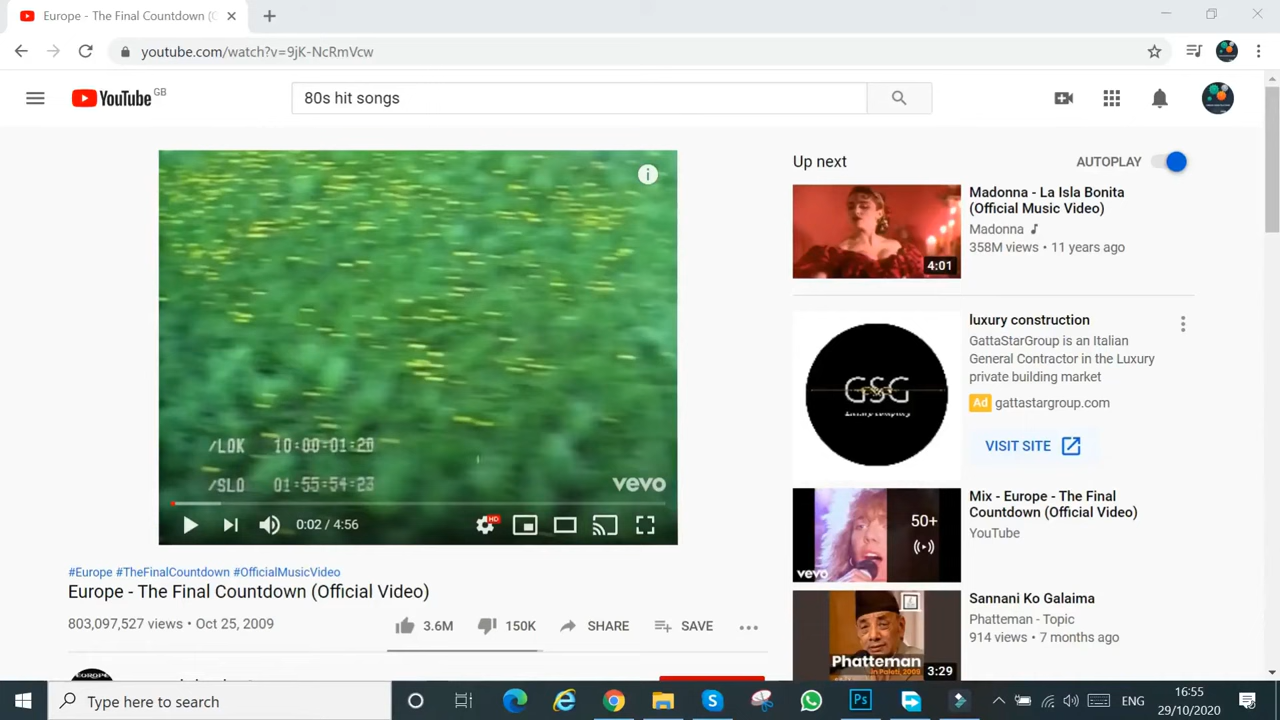 Europe - The Final Countdown (
youtube.com/watch?v=9jK-NcRmVcw
YouTube GB
80s hit songs
/LOK 10:00:01:20
/SLO 01:55:54:23
vevo
0:02 / 4:56
HD
#Europe #TheFinalCountdown #OfficialMusicVideo
Europe - The Final Countdown (Official Video)
803,097,527 views • Oct 25, 2009
3.6M
150K
SHARE
SAVE
EUROPE
Up next
AUTOPLAY
4:01
Madonna - La Isla Bonita
(Official Music Video)
Madonna
358M views • 11 years ago
GSG
luxury construction
GattaStarGroup is an Italian
General Contractor in the Luxury
private building market
Ad gattastargroup.com
VISIT SITE
50+
vevo
Mix - Europe - The Final
Countdown (Official Video)
YouTube
Phatteman
in Paleti, 2009
3:29
Sannani Ko Galaima
Phatteman - Topic
914 views • 7 months ago
Type here to search
Ps
ENG
16:55
29/10/2020